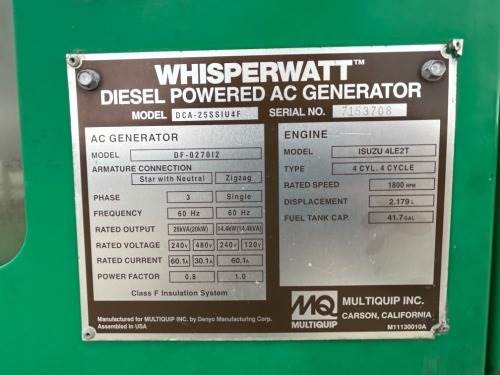 WHISPERWATT™
DIESEL POWERED AC GENERATOR
MODEL DCA-25SSIU4F SERIAL NO. 7153708
AC GENERATOR
MODEL DF-0270I2
ARMATURE CONNECTION
Star with Neutral Zigzag
PHASE 3 Single
FREQUENCY 60 Hz 60 Hz
RATED OUTPUT 25kVA(20kW) 14.4kW(14.4kVA)
RATED VOLTAGE 240V 480V 240V 120V
RATED CURRENT 60.1A 30.1A 60.1A
POWER FACTOR 0.8 1.0
Class F Insulation System
ENGINE
MODEL ISUZU 4LE2T
TYPE 4 CYL. 4 CYCLE
RATED SPEED 1800 RPM
DISPLACEMENT 2.179 L
FUEL TANK CAP. 41.7 GAL
Manufactured for MULTIQUIP INC. by Denyo Manufacturing Corp.
Assembled in USA
MQ
MULTIQUIP
MULTIQUIP INC.
CARSON, CALIFORNIA
M11130010A